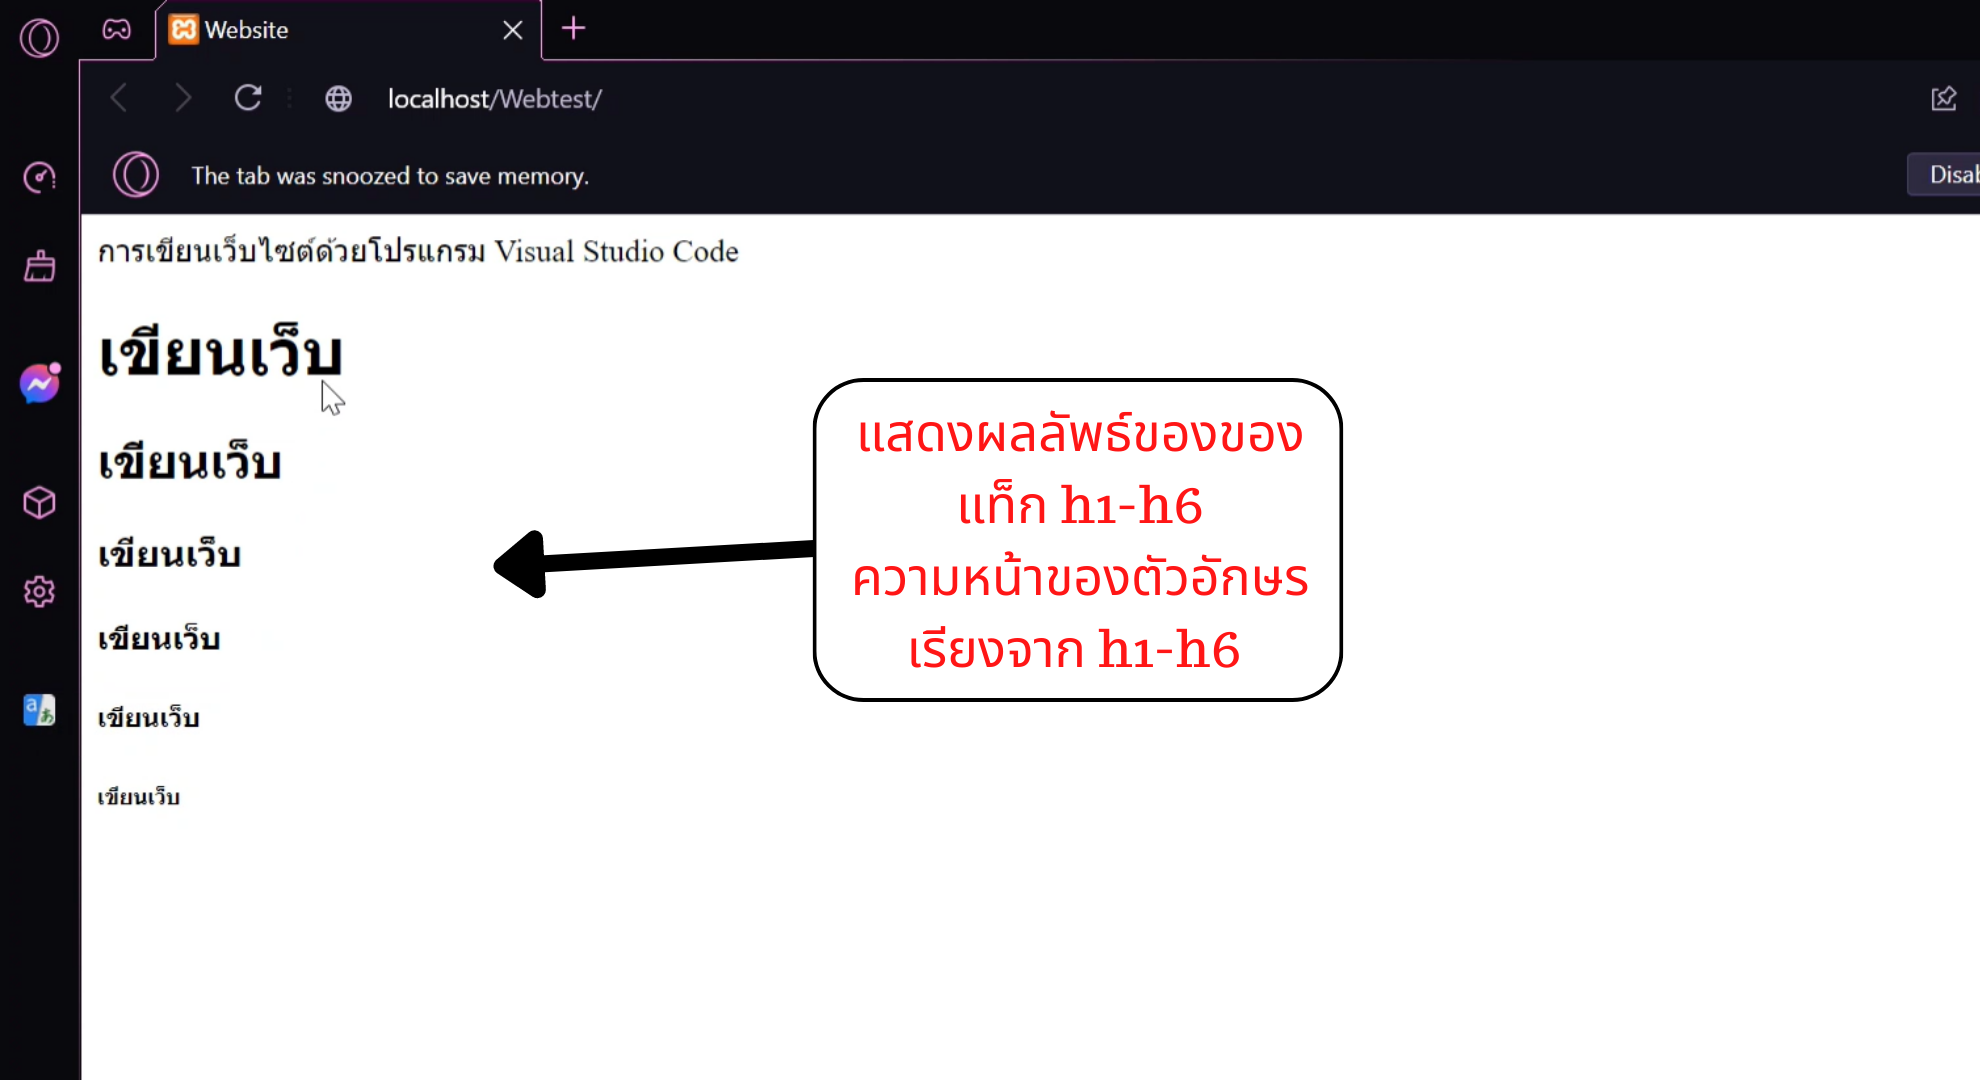 Website
localhost/Webtest/
The tab was snoozed to save memory.
การเขียนเว็บไซต์ด้วยโปรแกรม Visual Studio Code
เขียนเว็บ
เขียนเว็บ
เขียนเว็บ
เขียนเว็บ
เขียนเว็บ
เขียนเว็บ
แสดงผลลัพธ์ของของ
แท็ก h1-h6
ความหน้าของตัวอักษร
เรียงจาก h1-h6